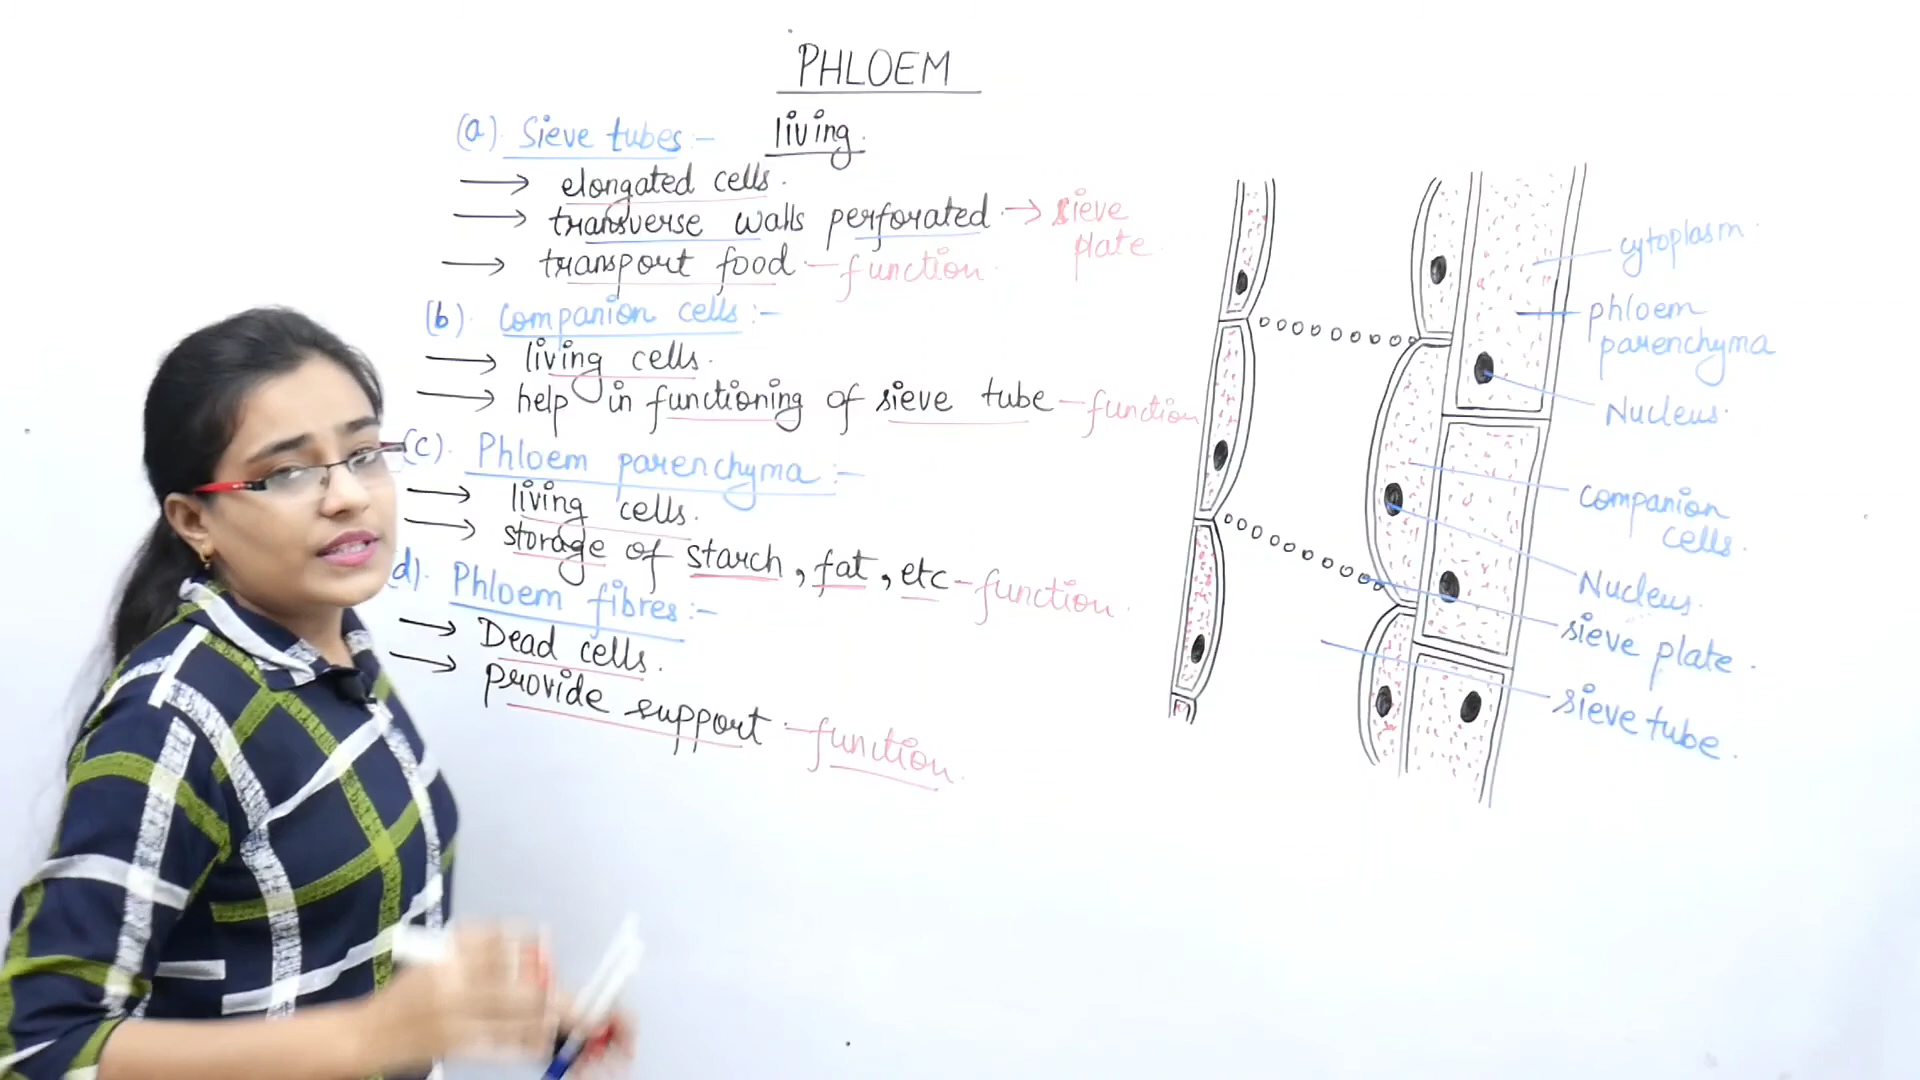 PHLOEM
(a). Sieve tubes:- living.
→ elongated cells.
→ transverse walls perforated → sieve plate
→ transport food - function.
(b). Companion cells:-
→ living cells.
→ help in functioning of sieve tube - function
(c). Phloem parenchyma:-
→ living cells.
→ storage of starch, fat, etc - function.
d). Phloem fibres:-
→ Dead cells.
→ provide support - function.
cytoplasm.
phloem
parenchyma
Nucleus.
companion
cells.
Nucleus.
sieve plate.
sieve tube.